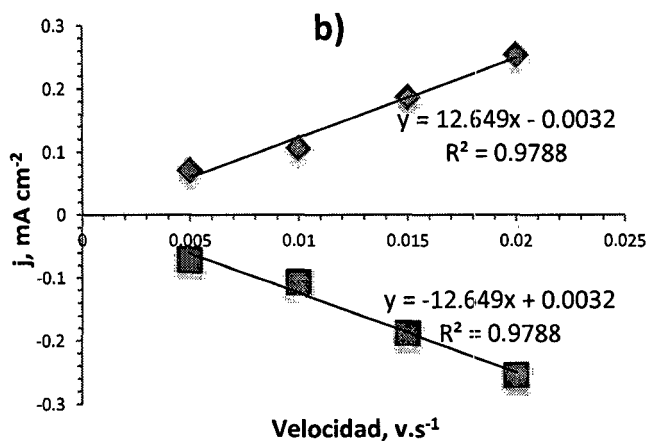 b)
0.3
0.2
0.1
0
-0.1
-0.2
-0.3
0
0.005
0.01
0.015
0.02
0.025
j, mA cm⁻²
y = 12.649x - 0.0032
R² = 0.9788
y = -12.649x + 0.0032
R² = 0.9788
Velocidad, v.s⁻¹